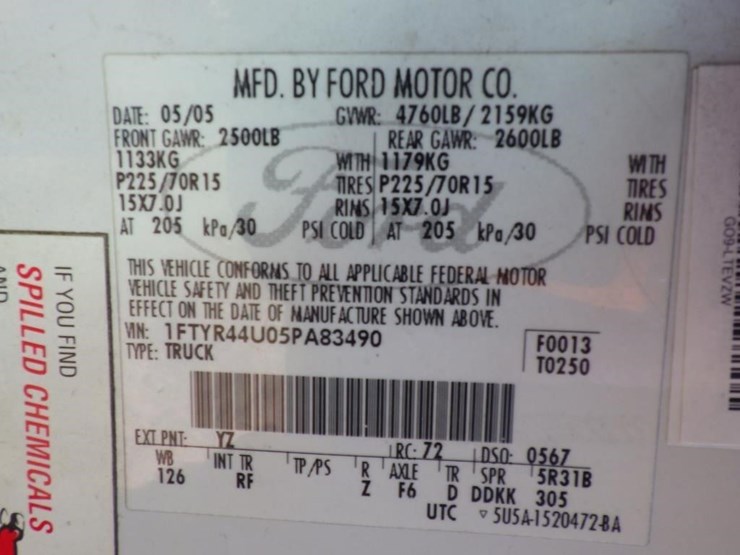 MFD. BY FORD MOTOR CO.
DATE: 05/05 GVWR: 4760LB/2159KG
FRONT GAWR: 2500LB REAR GAWR: 2600LB
1133KG WITH 1179KG WITH
P225/70R15 TIRES P225/70R15 TIRES
15X7.0J RIMS 15X7.0J RIMS
AT 205 kPa/30 PSI COLD AT 205 kPa/30 PSI COLD
Ford
THIS VEHICLE CONFORMS TO ALL APPLICABLE FEDERAL MOTOR
VEHICLE SAFETY AND THEFT PREVENTION STANDARDS IN
EFFECT ON THE DATE OF MANUFACTURE SHOWN ABOVE.
VIN: 1FTYR44U05PA83490
TYPE: TRUCK
F0013
T0250
EXT PNT: YZ RC: 72 DSO: 0567
WB INT TR TP/PS R AXLE TR SPR 5R31B
126 RF Z F6 D DDKK 305
UTC ▽ 5U5A-1520472-BA
IF YOU FIND
SPILLED CHEMICALS
AND